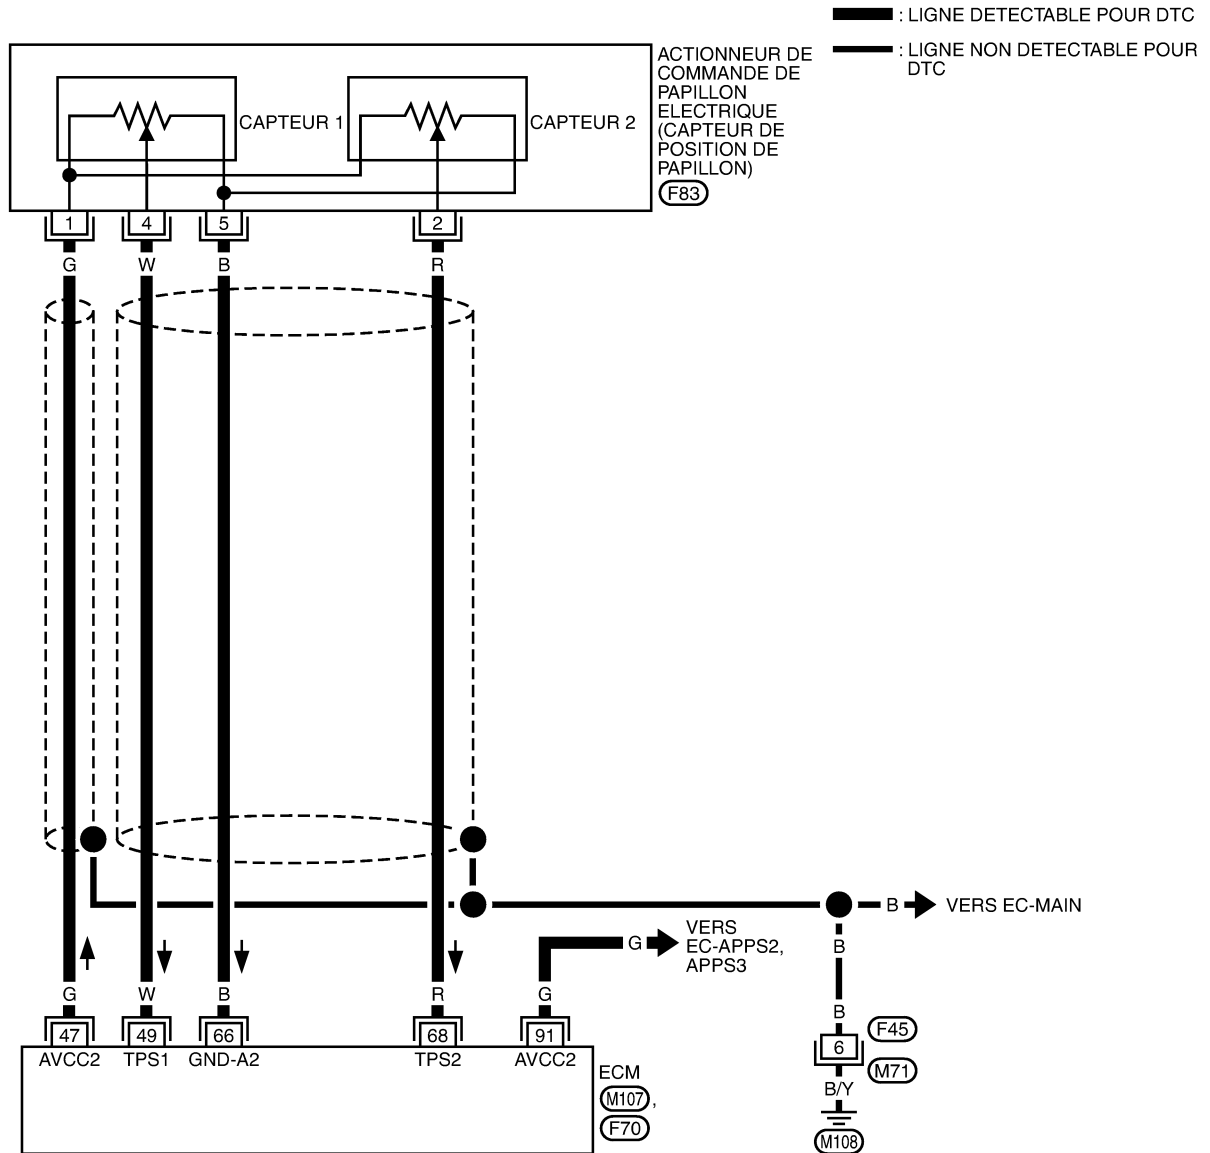 : LIGNE DETECTABLE POUR DTC
: LIGNE NON DETECTABLE POUR
DTC
ACTIONNEUR DE
COMMANDE DE
PAPILLON
ELECTRIQUE
(CAPTEUR DE
POSITION DE
PAPILLON)
F83
CAPTEUR 1
CAPTEUR 2
1 4 5 2
G W B R
B VERS EC-MAIN
VERS
EC-APPS2,
APPS3
G
B
G W B R G
B
47 49 66 68 91
AVCC2 TPS1 GND-A2 TPS2 AVCC2
F45
6
M71
B/Y
M108
ECM
M107 ,
F70